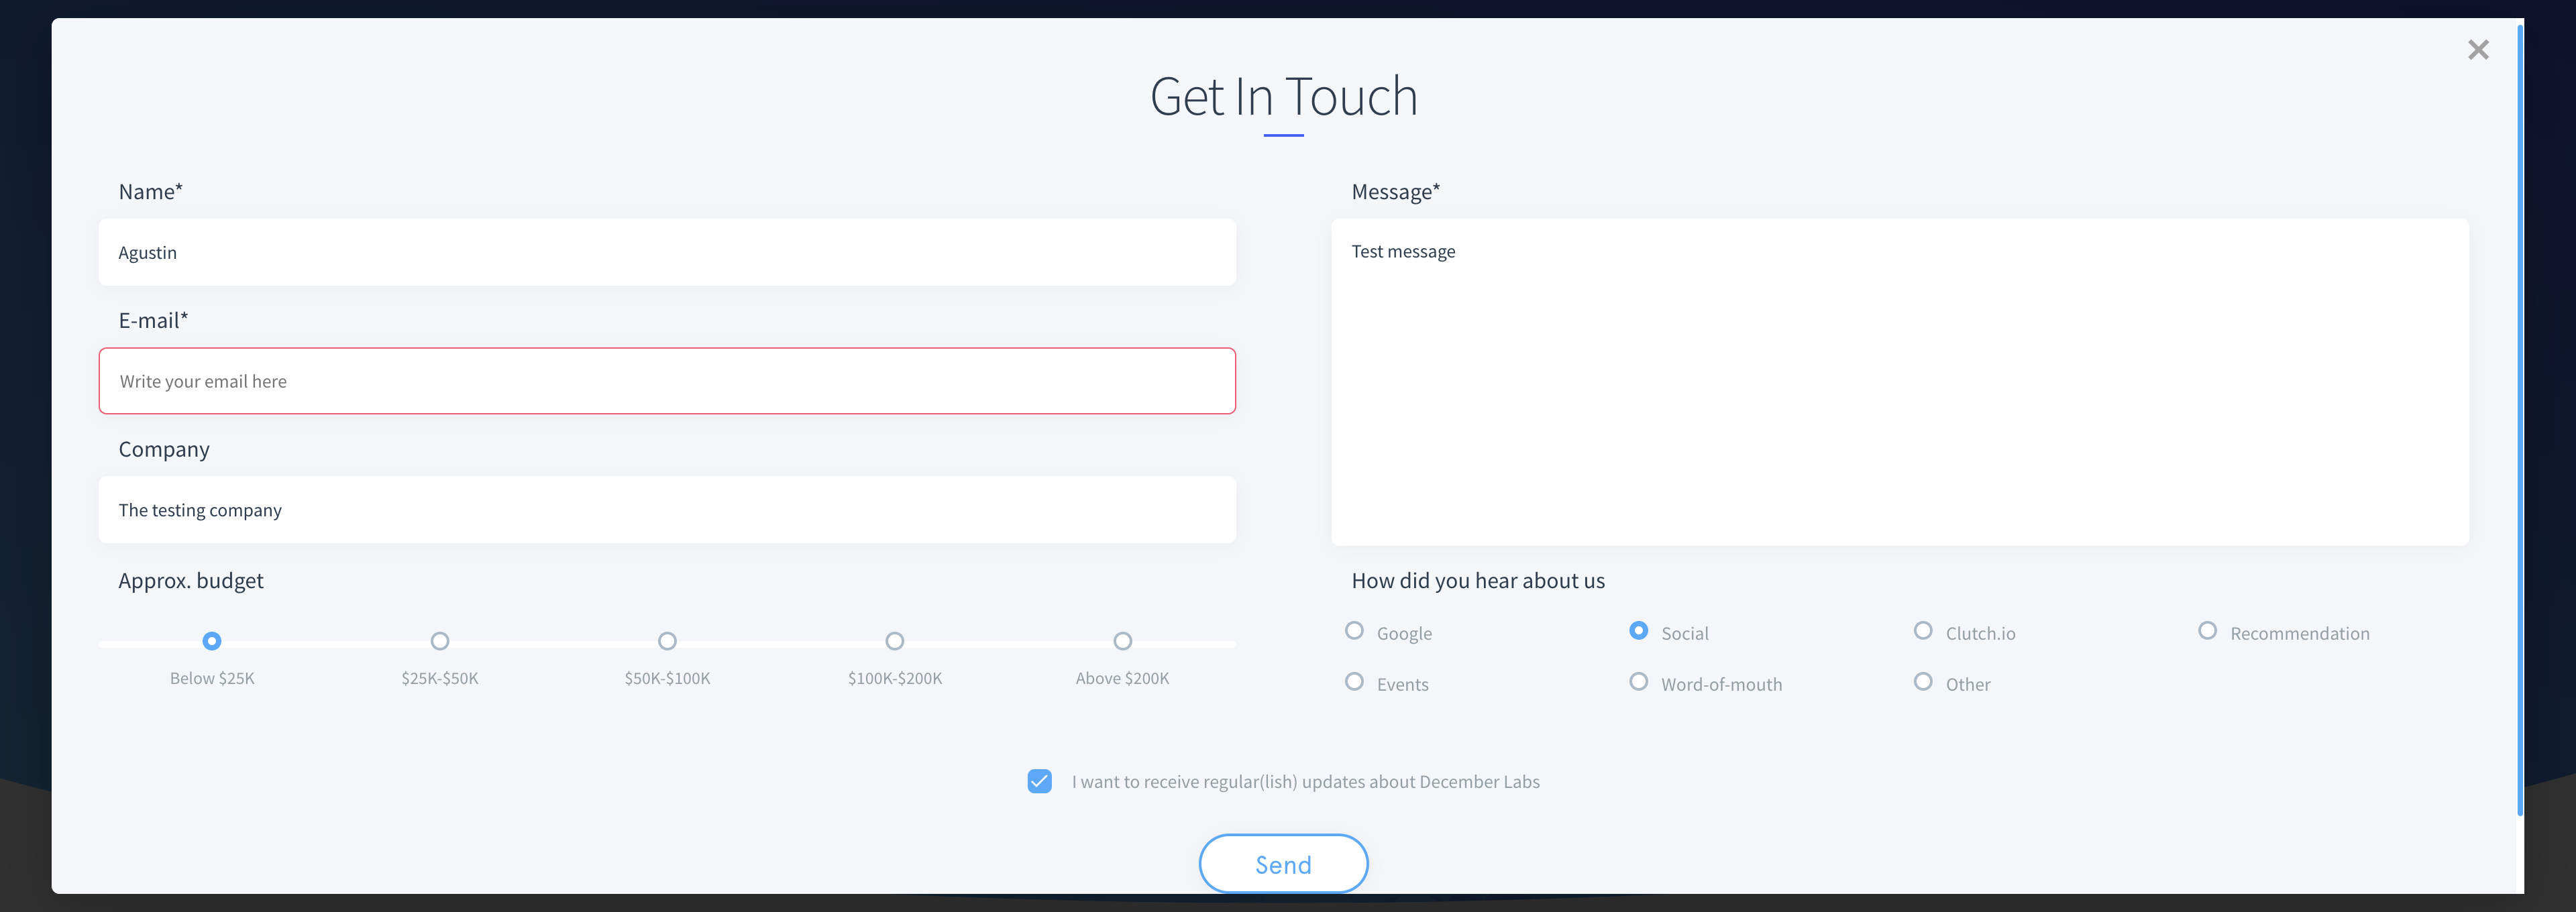 Get In Touch
Name*
Agustin
E-mail*
Write your email here
Company
The testing company
Approx. budget
Below $25K
$25K-$50K
$50K-$100K
$100K-$200K
Above $200K
Message*
Test message
How did you hear about us
Google
Social
Clutch.io
Recommendation
Events
Word-of-mouth
Other
I want to receive regular(lish) updates about December Labs
Send